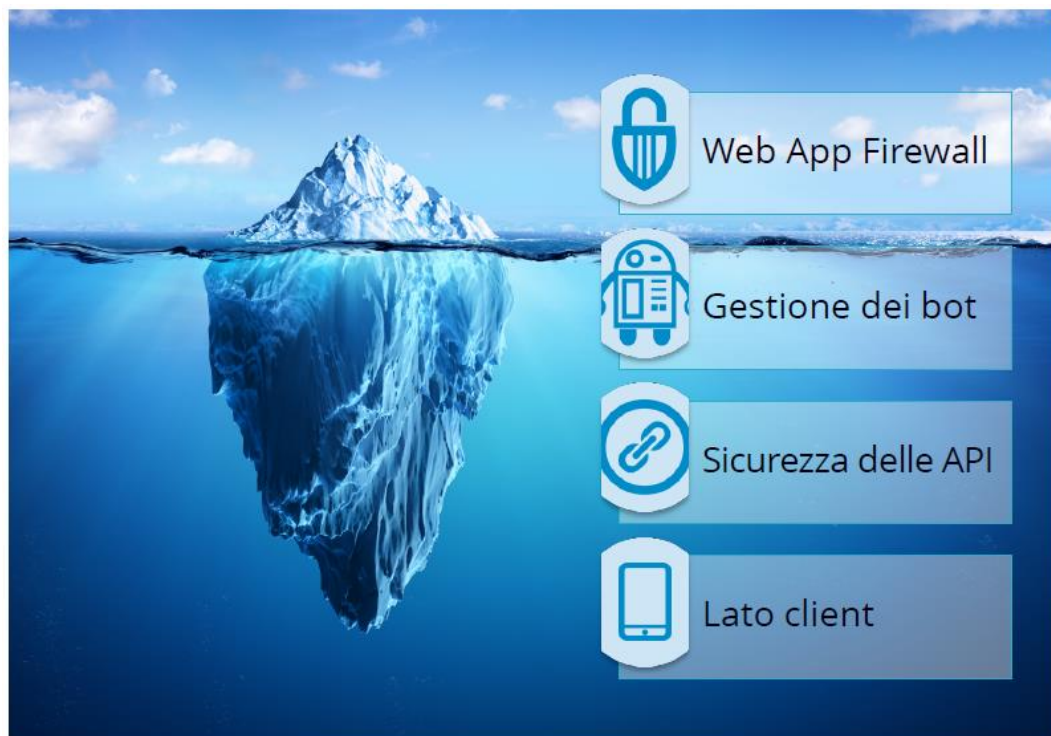 Web App Firewall
Gestione dei bot
Sicurezza delle API
Lato client